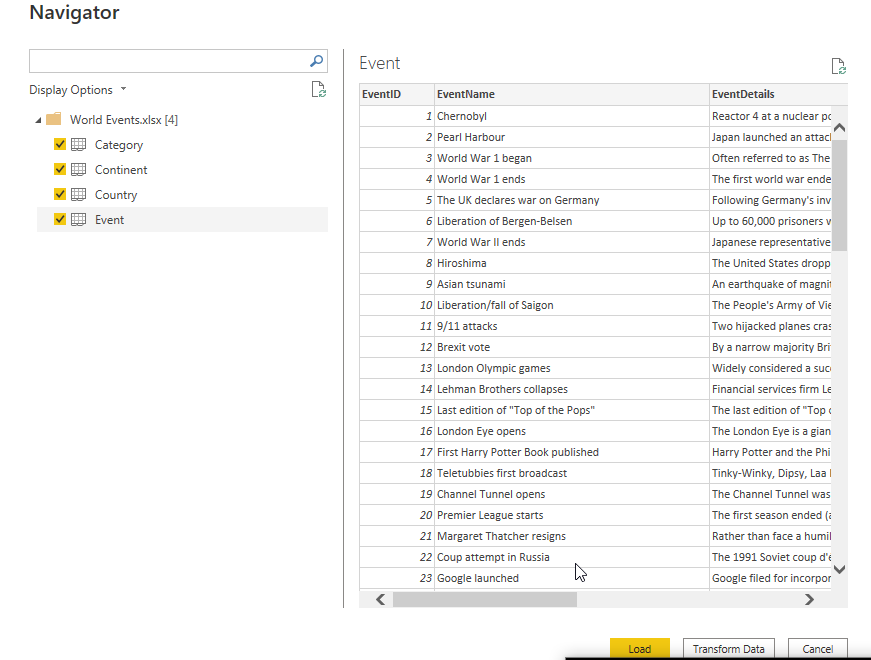 Navigator
Display Options
World Events.xlsx [4]
Category
Continent
Country
Event
Event
EventID EventName EventDetails
1 Chernobyl Reactor 4 at a nuclear po
2 Pearl Harbour Japan launched an attac
3 World War 1 began Often referred to as The
4 World War 1 ends The first world war ende
5 The UK declares war on Germany Following Germany's inv
6 Liberation of Bergen-Belsen Up to 60,000 prisoners w
7 World War II ends Japanese representative
8 Hiroshima The United States dropp
9 Asian tsunami An earthquake of magnit
10 Liberation/fall of Saigon The People's Army of Vie
11 9/11 attacks Two hijacked planes cras
12 Brexit vote By a narrow majority Brit
13 London Olympic games Widely considered a succ
14 Lehman Brothers collapses Financial services firm Le
15 Last edition of "Top of the Pops" The last edition of "Top o
16 London Eye opens The London Eye is a gian
17 First Harry Potter Book published Harry Potter and the Phi
18 Teletubbies first broadcast Tinky-Winky, Dipsy, Laa
19 Channel Tunnel opens The Channel Tunnel was
20 Premier League starts The first season ended (a
21 Margaret Thatcher resigns Rather than face a humil
22 Coup attempt in Russia The 1991 Soviet coup d'é
23 Google launched Google filed for incorpor
Load Transform Data Cancel